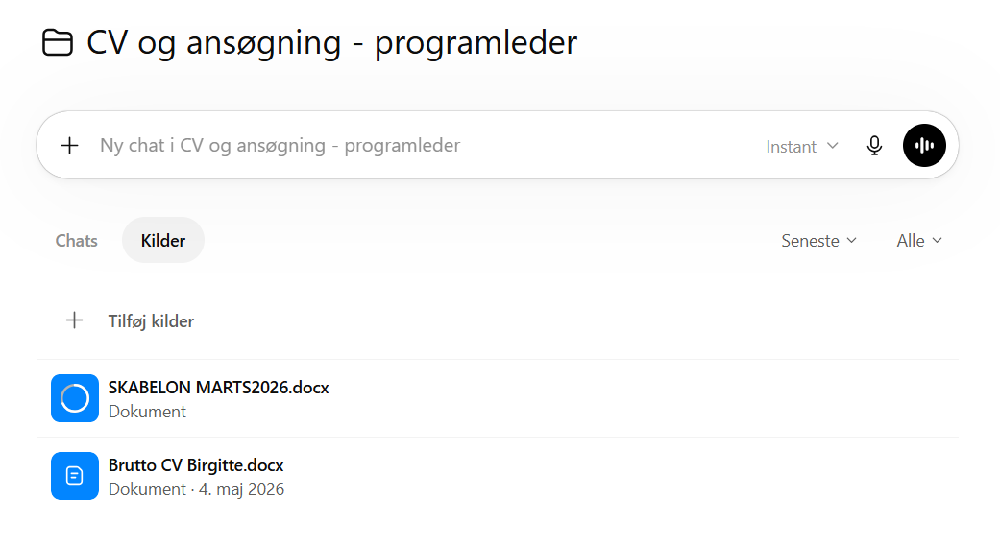 CV og ansøgning - programleder
Ny chat i CV og ansøgning - programleder
Instant
Chats
Kilder
Seneste
Alle
Tilføj kilder
SKABELON MARTS2026.docx
Dokument
Brutto CV Birgitte.docx
Dokument · 4. maj 2026